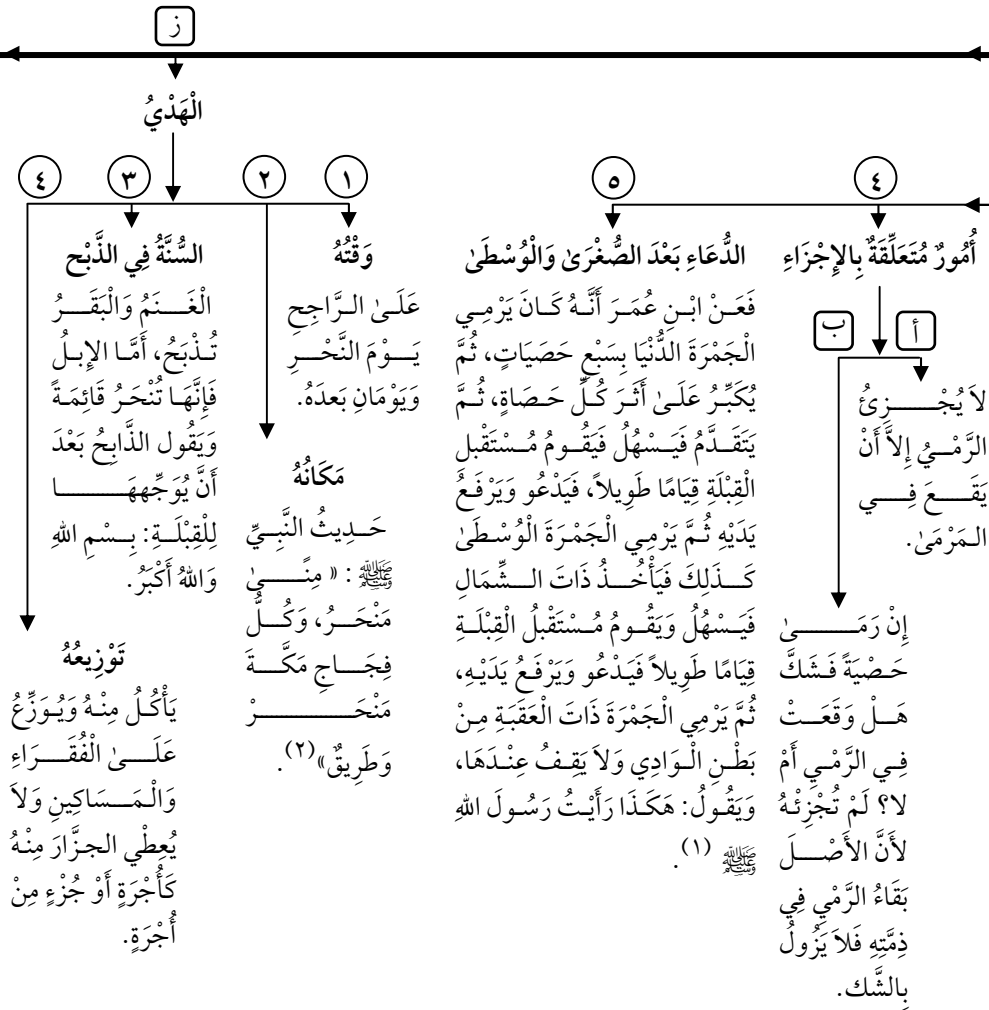 ز
الْهَدْيُ
٤
أُمُورٌ مُتَعَلِّقَةٌ بِالإِجْزَاءِ
أ
لاَ يُجْزِئُ
الرَّمْيُ إِلاَّ أَنْ
يَقَعَ فِي
الْمَرْمَىٰ.
ب
إِنْ رَمَىٰ
حَصْيَةً فَشَكَّ
هَلْ وَقَعَتْ
فِي الرَّمْيِ أَمْ
لا؟ لَمْ تُجْزِئْهُ
لأَنَّ الأَصْلَ
بَقَاءُ الرَّمْيِ فِي
ذِمَّتِهِ فَلاَ يَزُولُ
بِالشَّك.
٥
الدُّعَاءِ بَعْدَ الصُّغْرَىٰ وَالْوُسْطَىٰ
فَعَنْ ابْنِ عُمَرَ أَنَّهُ كَانَ يَرْمِي
الْجَمْرَةَ الدُّنْيَا بِسَبْعِ حَصَيَاتٍ، ثُمَّ
يُكَبِّرُ عَلَىٰ أَثَرَ كُلِّ حَصَاةٍ، ثُمَّ
يَتَقَدَّمُ فَيَسْهُلُ فَيَقُومُ مُسْتَقْبِل
الْقِبْلَةِ قِيَامًا طَوِيلاً، فَيَدْعُو وَيَرْفَعُ
يَدَيْهِ ثُمَّ يَرْمِي الْجَمْرَةَ الْوُسْطَىٰ
كَذَلِكَ فَيَأْخُذُ ذَاتَ الشِّمَالِ
فَيَسْهُلُ وَيَقُومُ مُسْتَقْبِلُ الْقِبْلَةِ
قِيَامًا طَوِيلاً فَيَدْعُو وَيَرْفَعُ يَدَيْهِ،
ثُمَّ يَرْمِي الْجَمْرَةَ ذَاتَ الْعَقَبَةِ مِنْ
بَطْنِ الْوَادِي وَلاَ يَقِفُ عِنْدَهَا،
وَيَقُولُ: هَكَذَا رَأَيْتُ رَسُولَ اللهِ
ﷺ (١).
١
وَقْتُهُ
عَلَىٰ الرَّاجِحِ
يَوْمَ النَّحْرِ
وَيَوْمَانِ بَعدَهُ.
٢
مَكَانُهُ
حَدِيثُ النَّبِيِّ
ﷺ: «مِنًىٰ
مَنْحَرُ، وَكُلُّ
فِجَاجِ مَكَّةَ
مَنْحَرْ
وَطَرِيقٌ»(٢).
٣
السُّنَّةُ فِي الذَّبْح
الْغَنَمُ وَالْبَقَرُ
تُذْبَحُ، أَمَّا الإِبلُ
فَإِنَّهَا تُنْحَرُ قَائِمَةً
وَيَقُول الذَّابِحُ بَعْدَ
أَنَّ يُوَجِّههَا
لِلْقِبْلَةِ: بِسْمِ اللهِ
وَاللهُ أَكْبَرُ.
٤
تَوْزِيعُهُ
يَأْكُلُ مِنْهُ وَيُوَزِّعُ
عَلَىٰ الْفُقَرَاءِ
وَالْمَسَاكِينِ وَلاَ
يُعِطْي الجزَّارَ مِنْهُ
كَأُجْرَةٍ أَوْ جُزْءٍ مِنْ
أُجْرَةٍ.